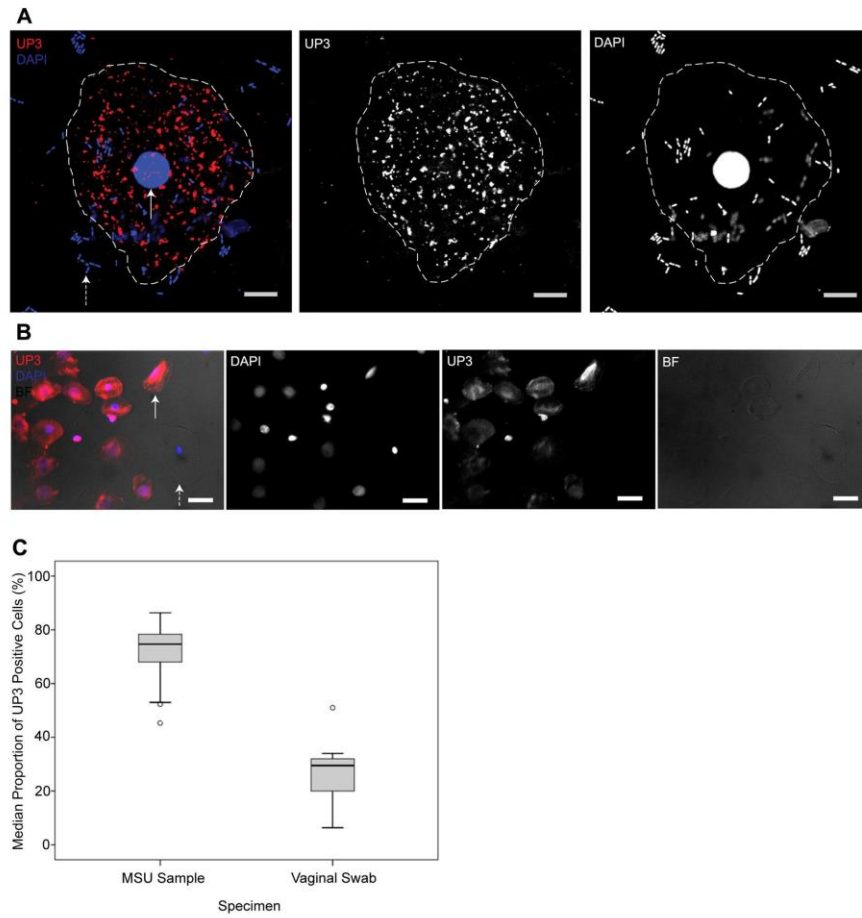 A
UP3
DAPI
UP3
DAPI
B
UP3
DAPI
BF
DAPI
UP3
BF
C
Median Proportion of UP3 Positive Cells (%)
100
80
60
40
20
0
MSU Sample
Vaginal Swab
Specimen